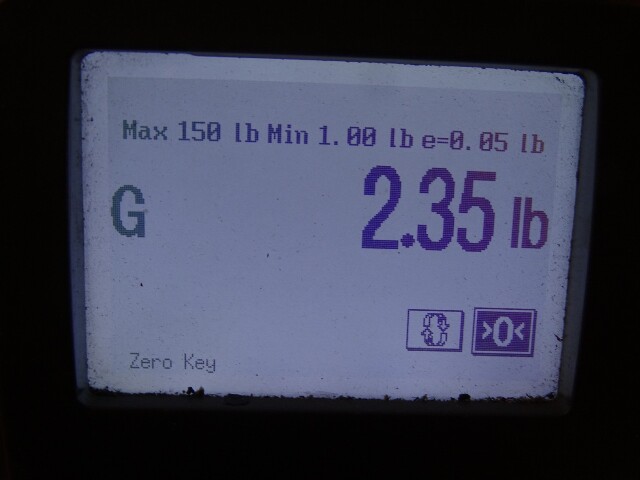 Max 150 lb Min 1.00 lb e=0.05 lb
G 2.35 lb
>0<
Zero Key